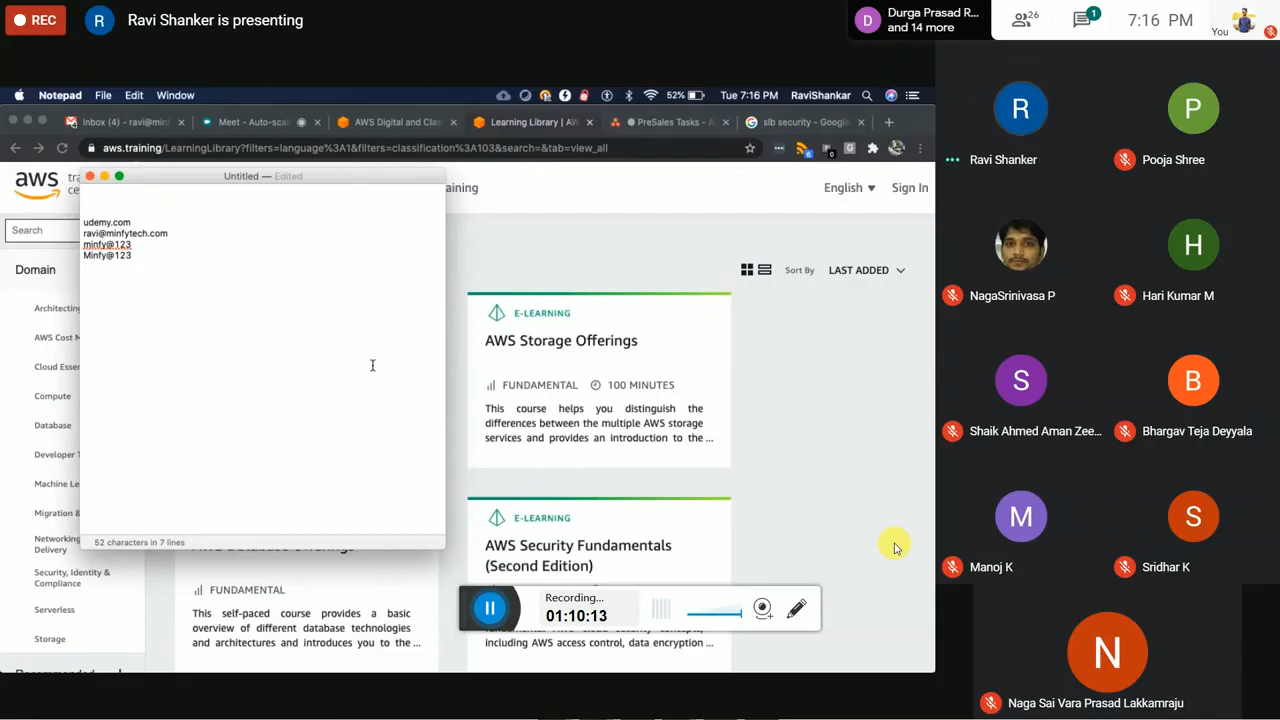 REC
R
Ravi Shanker is presenting
D
Durga Prasad R...
and 14 more
26
1
7:16 PM
You
Notepad File Edit Window
52%
Tue 7:16 PM RaviShankar
Inbox (4) - ravi@min
Meet - Auto-scal
AWS Digital and Clas
Learning Library | AW
PreSales Tasks - A
slb security - Google
aws.training/LearningLibrary?filters=language%3A1&filters=classification%3A103&search=&tab=view_all
aws
Untitled — Edited
aining
English
Sign In
Search
udemy.com
ravi@minfytech.com
minfy@123
Minfy@123
Domain
Sort By LAST ADDED
Architecting
AWS Cost M
Cloud Esse
Compute
Database
Developer T
Machine Le
Migration &
Networking
Delivery
Security, Identity &
Compliance
Serverless
Storage
52 characters in 7 lines
E-LEARNING
AWS Storage Offerings
FUNDAMENTAL 100 MINUTES
This course helps you distinguish the
differences between the multiple AWS storage
services and provides an introduction to the ...
E-LEARNING
AWS Security Fundamentals
(Second Edition)
including AWS access control, data encryption ...
FUNDAMENTAL
This self-paced course provides a basic
overview of different database technologies
and architectures and introduces you to the ...
Recording...
01:10:13
R
Ravi Shanker
P
Pooja Shree
NagaSrinivasa P
H
Hari Kumar M
S
Shaik Ahmed Aman Zee...
B
Bhargav Teja Deyyala
M
Manoj K
S
Sridhar K
N
Naga Sai Vara Prasad Lakkamraju